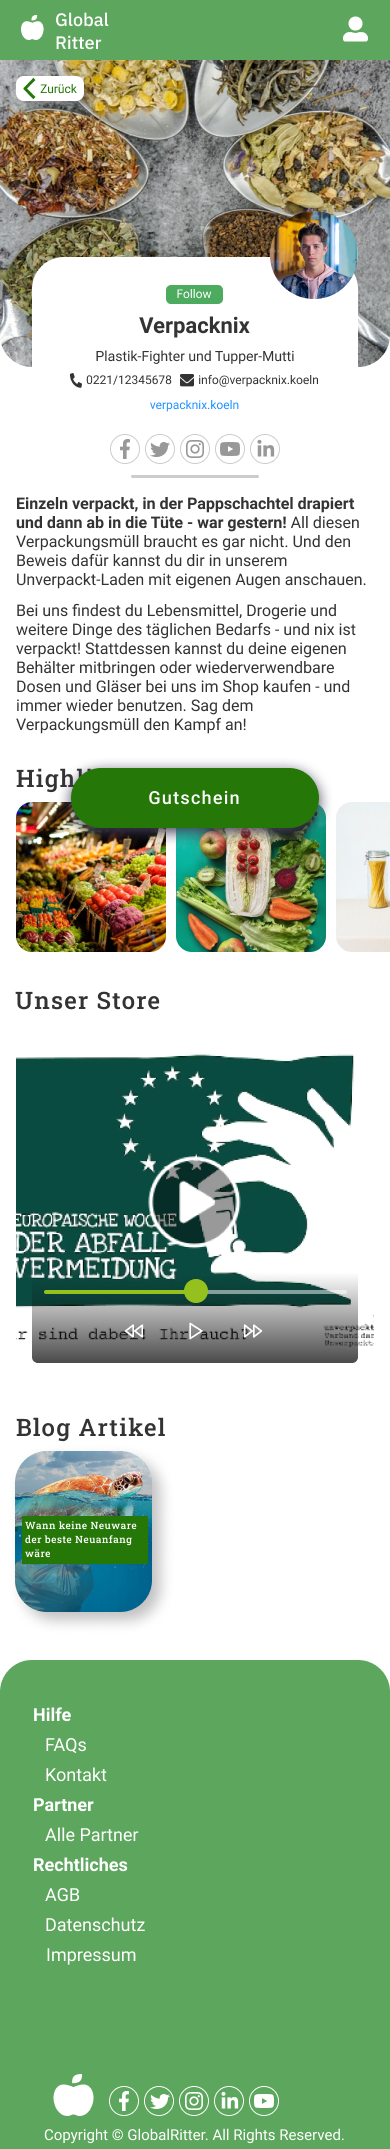 Global
Ritter
Zurück
Follow
Verpacknix
Plastik-Fighter und Tupper-Mutti
0221/12345678 info@verpacknix.koeln
verpacknix.koeln
Einzeln verpackt, in der Pappschachtel drapiert
und dann ab in die Tüte - war gestern! All diesen
Verpackungsmüll braucht es gar nicht. Und den
Beweis dafür kannst du dir in unserem
Unverpackt-Laden mit eigenen Augen anschauen.
Bei uns findest du Lebensmittel, Drogerie und
weitere Dinge des täglichen Bedarfs - und nix ist
verpackt! Stattdessen kannst du deine eigenen
Behälter mitbringen oder wiederverwendbare
Dosen und Gläser bei uns im Shop kaufen - und
immer wieder benutzen. Sag dem
Verpackungsmüll den Kampf an!
Gutschein
Unser Store
EUROPÄISCHE WOCHE
DER ABFALL
VERMEIDUNG
r sind dabei! Ihr auch?
Blog Artikel
Wann keine Neuware
der beste Neuanfang
wäre
Hilfe
FAQs
Kontakt
Partner
Alle Partner
Rechtliches
AGB
Datenschutz
Impressum
Copyright © GlobalRitter. All Rights Reserved.